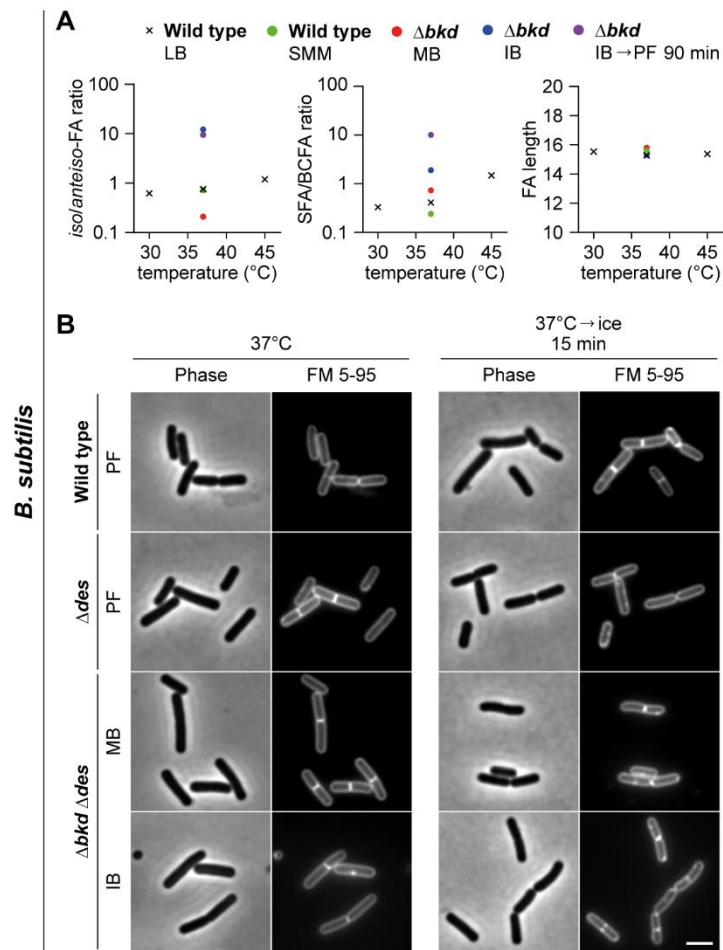 A
× Wild type LB
● Wild type SMM
● Δbkd MB
● Δbkd IB
● Δbkd IB→PF 90 min
iso/anteiso-FA ratio
100
10
1
0.1
30 35 40 45
temperature (°C)
SFA/BCFA ratio
100
10
1
0.1
30 35 40 45
temperature (°C)
FA length
20
18
16
14
12
10
30 35 40 45
temperature (°C)
B
37°C
37°C→ice
15 min
Phase FM 5-95 Phase FM 5-95
B. subtilis
Wild type
PF
Δdes
PF
Δbkd Δdes
MB
IB